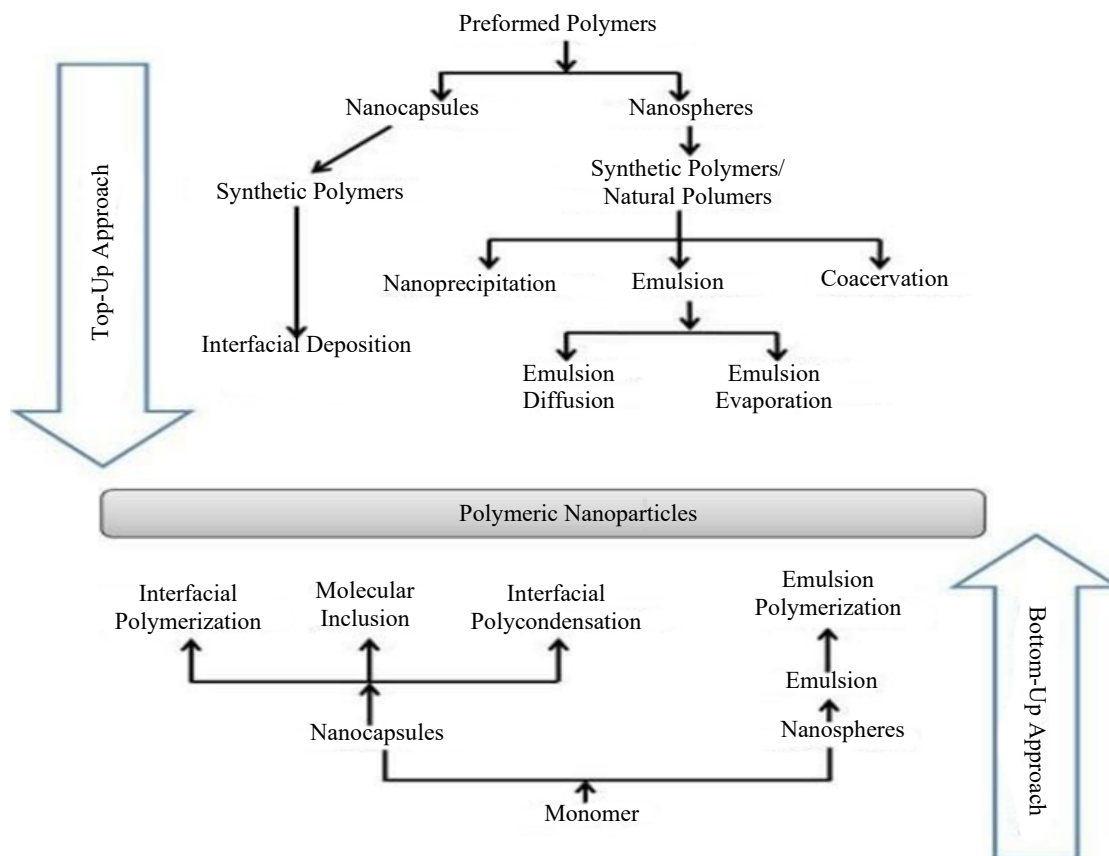 Preformed Polymers
Nanocapsules
Nanospheres
Top-Up Approach
Synthetic Polymers
Synthetic Polymers/
Natural Polumers
Nanoprecipitation
Emulsion
Coacervation
Interfacial Deposition
Emulsion
Diffusion
Emulsion
Evaporation
Polymeric Nanoparticles
Interfacial
Polymerization
Molecular
Inclusion
Interfacial
Polycondensation
Emulsion
Polymerization
Bottom-Up Approach
Emulsion
Nanocapsules
Nanospheres
Monomer